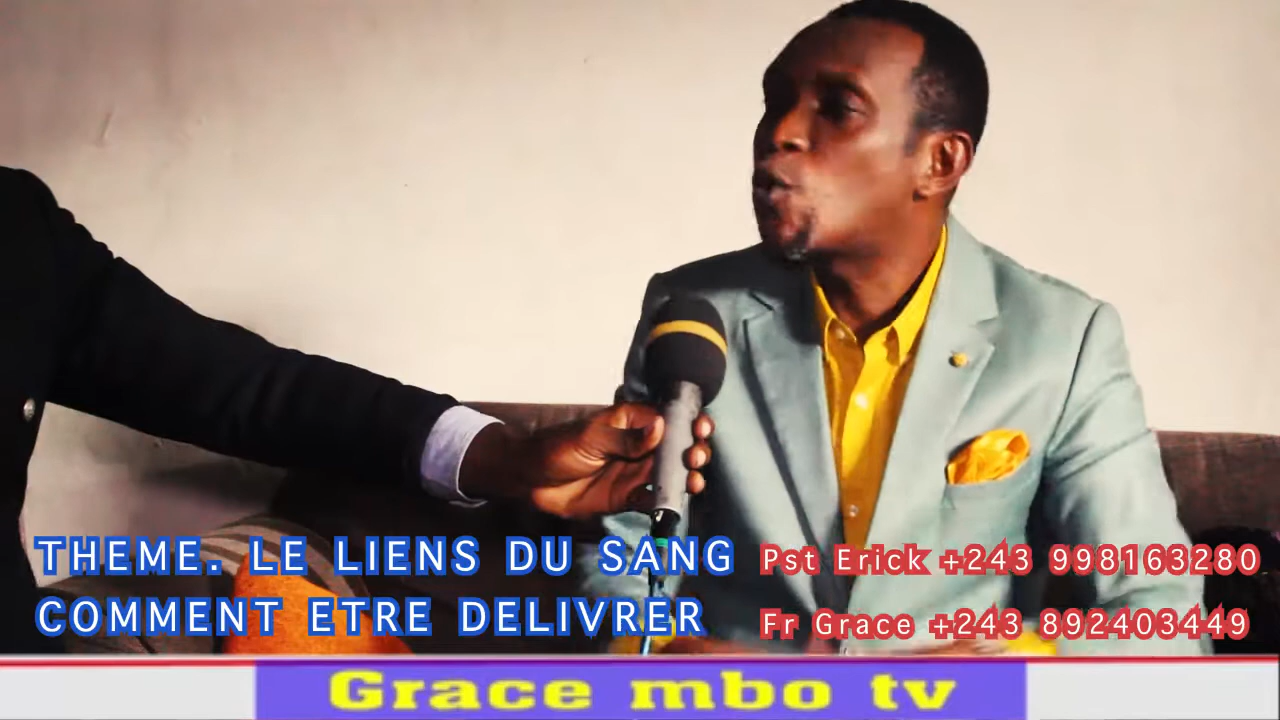 THEME. LE LIENS DU SANG
COMMENT ETRE DELIVRER
Pst Erick +243 998163280
Fr Grace +243 892403449
Grace mbo tv